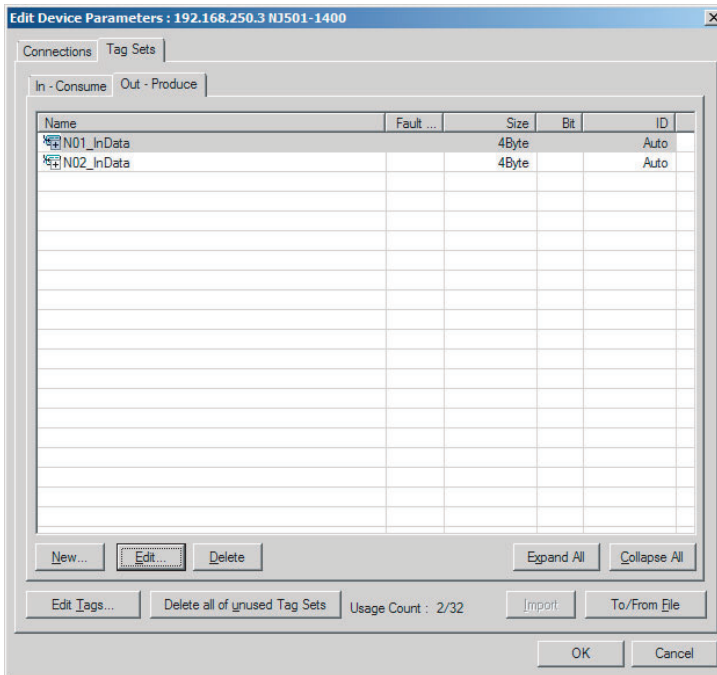 Edit Device Parameters : 192.168.250.3 NJ501-1400
Connections Tag Sets
In - Consume Out - Produce
Name Fault ... Size Bit ID
N01_InData 4Byte Auto
N02_InData 4Byte Auto
New... Edit... Delete Expand All Collapse All
Edit Tags... Delete all of unused Tag Sets Usage Count : 2/32 Import To/From File
OK Cancel